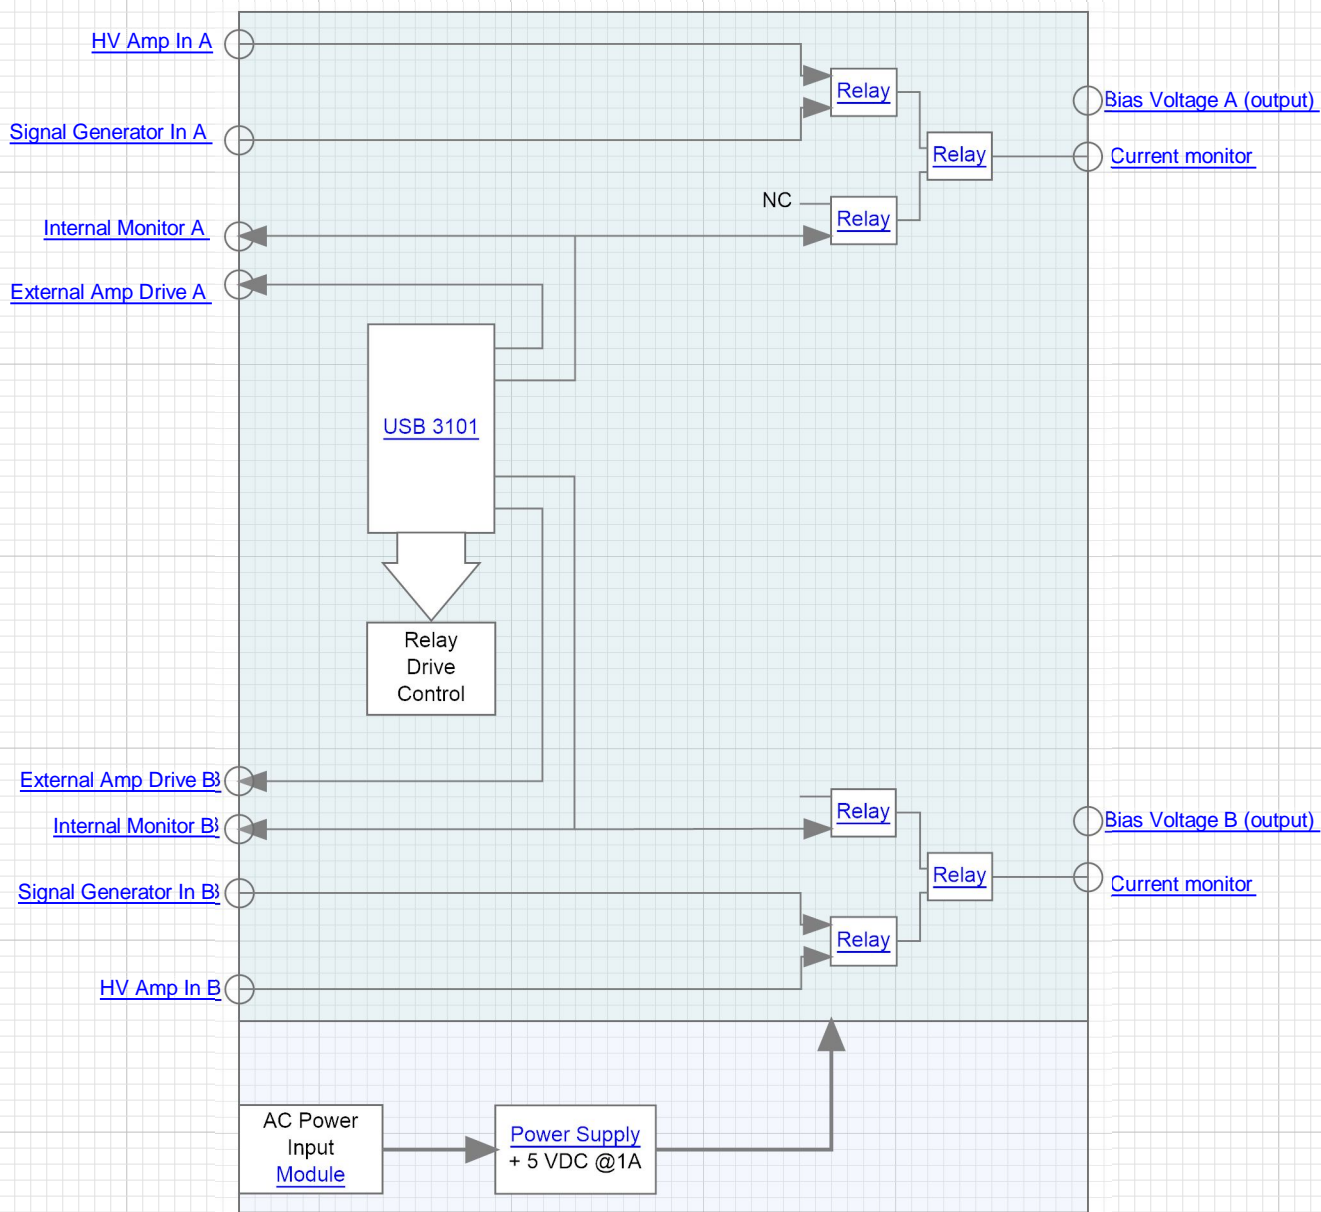 HV Amp In A
Relay
Bias Voltage A (output)
Signal Generator In A
Relay
Current monitor
NC
Relay
Internal Monitor A
External Amp Drive A
USB 3101
Relay
Drive
Control
External Amp Drive B
Relay
Bias Voltage B (output)
Internal Monitor B
Relay
Current monitor
Signal Generator In B
Relay
HV Amp In B
AC Power
Input
Module
Power Supply
+ 5 VDC @1A